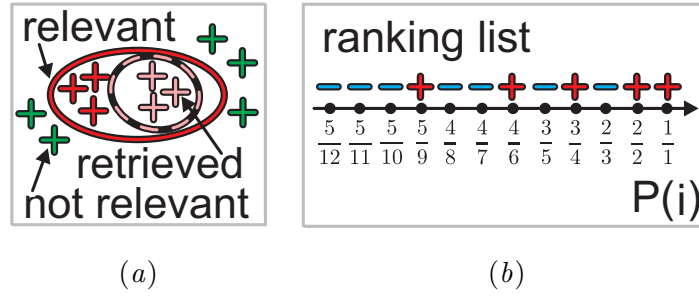 relevant
retrieved
not relevant
(a)
ranking list
− − − + − − + − + − + +
5/12 5/11 5/10 5/9 4/8 4/7 4/6 3/5 3/4 2/3 2/2 1/1
P(i)
(b)